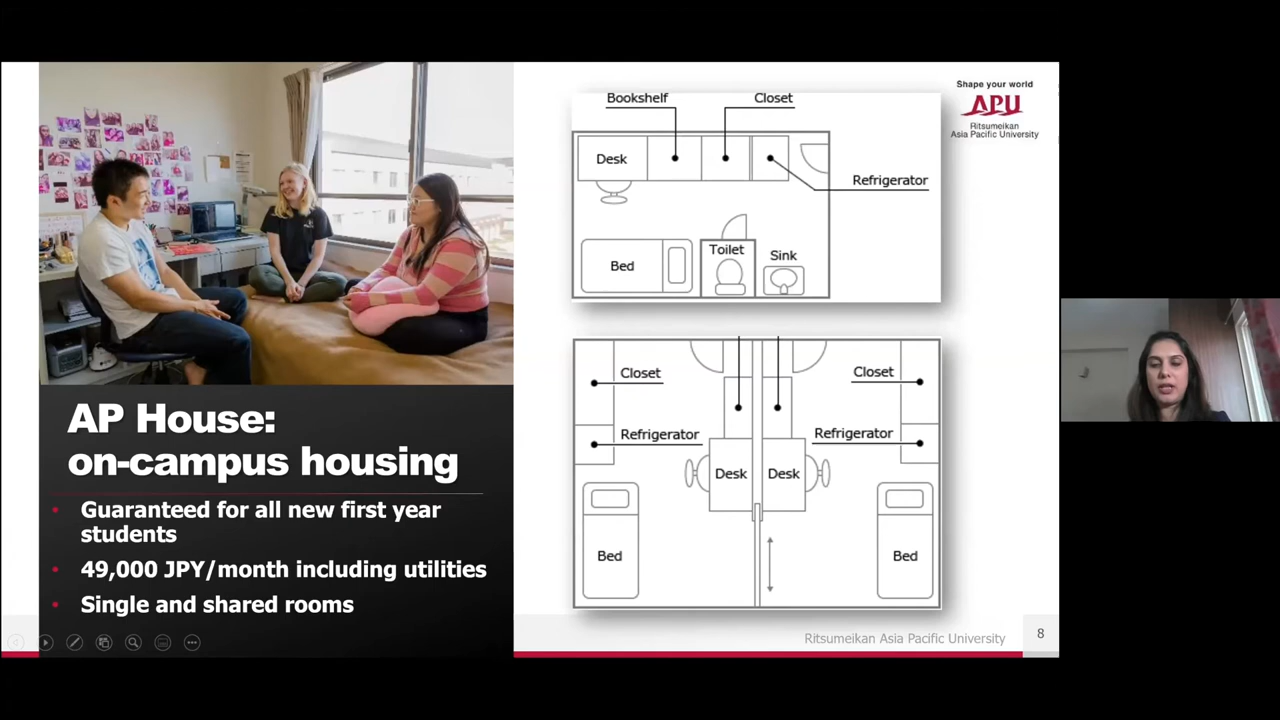 AP House:
on-campus housing
• Guaranteed for all new first year
students
• 49,000 JPY/month including utilities
• Single and shared rooms
Bookshelf
Closet
Desk
Refrigerator
Bed
Toilet
Sink
Closet
Closet
Refrigerator
Refrigerator
Desk
Desk
Bed
Bed
Shape your world
APU
Ritsumeikan
Asia Pacific University
Ritsumeikan Asia Pacific University
8